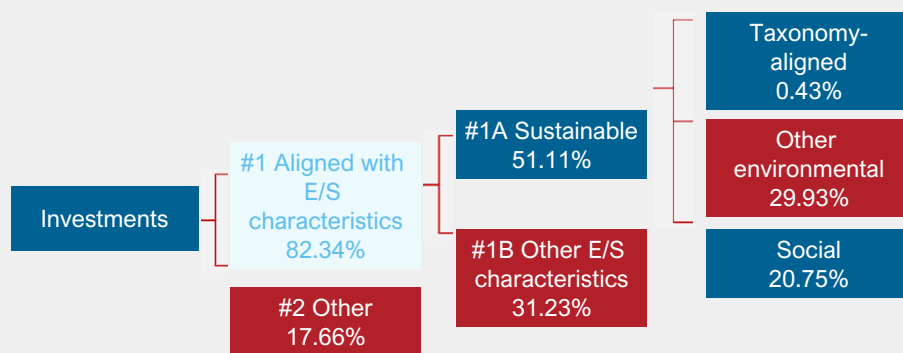 Investments
#1 Aligned with
E/S
characteristics
82.34%
#2 Other
17.66%
#1A Sustainable
51.11%
#1B Other E/S
characteristics
31.23%
Taxonomy-
aligned
0.43%
Other
environmental
29.93%
Social
20.75%